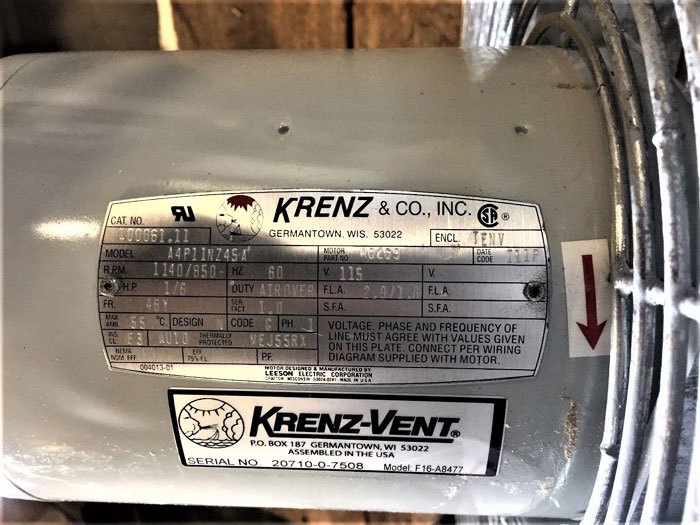 KRENZ & CO., INC. ®
GERMANTOWN, WIS. 53022
CAT. NO.
ENCL. TENV
MODEL A4P11NZ45A MOTOR PART NO DATE CODE
R.P.M. 1140/850- HZ 60 V. 115 V.
H.P. 1/6 DUTY AIROVER F.L.A. F.L.A.
FR. 48Y SER FACT 1.0 S.F.A. S.F.A.
MAX AMB 55 °C DESIGN CODE PH. 1
INS. CL. AUTO THERMALLY PROTECTED
NEMA NOM EFF EFF 75% F.L. P.F.
VOLTAGE, PHASE AND FREQUENCY OF
LINE MUST AGREE WITH VALUES GIVEN
ON THIS PLATE. CONNECT PER WIRING
DIAGRAM SUPPLIED WITH MOTOR.
004013-01
MOTOR DESIGNED & MANUFACTURED BY
LEESON ELECTRIC CORPORATION
MADE IN U.S.A.
KRENZ-VENT®
P.O. BOX 187 GERMANTOWN, WI 53022
ASSEMBLED IN THE USA
SERIAL NO. 20710-0-7508 Model: F16-A8477